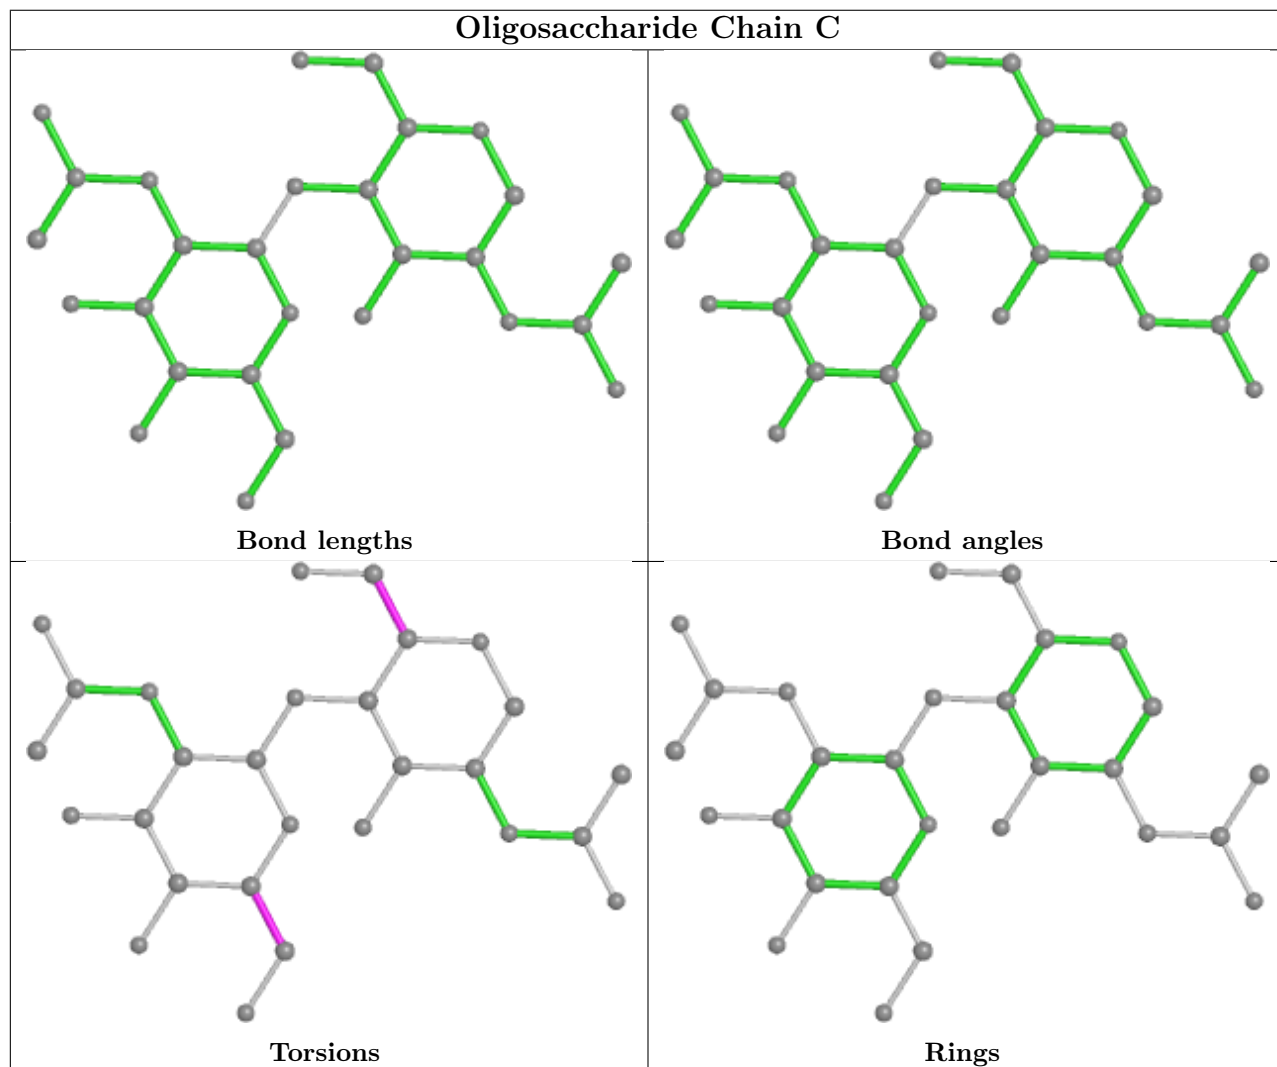 Oligosaccharide Chain C
Bond lengths
Bond angles
Torsions
Rings